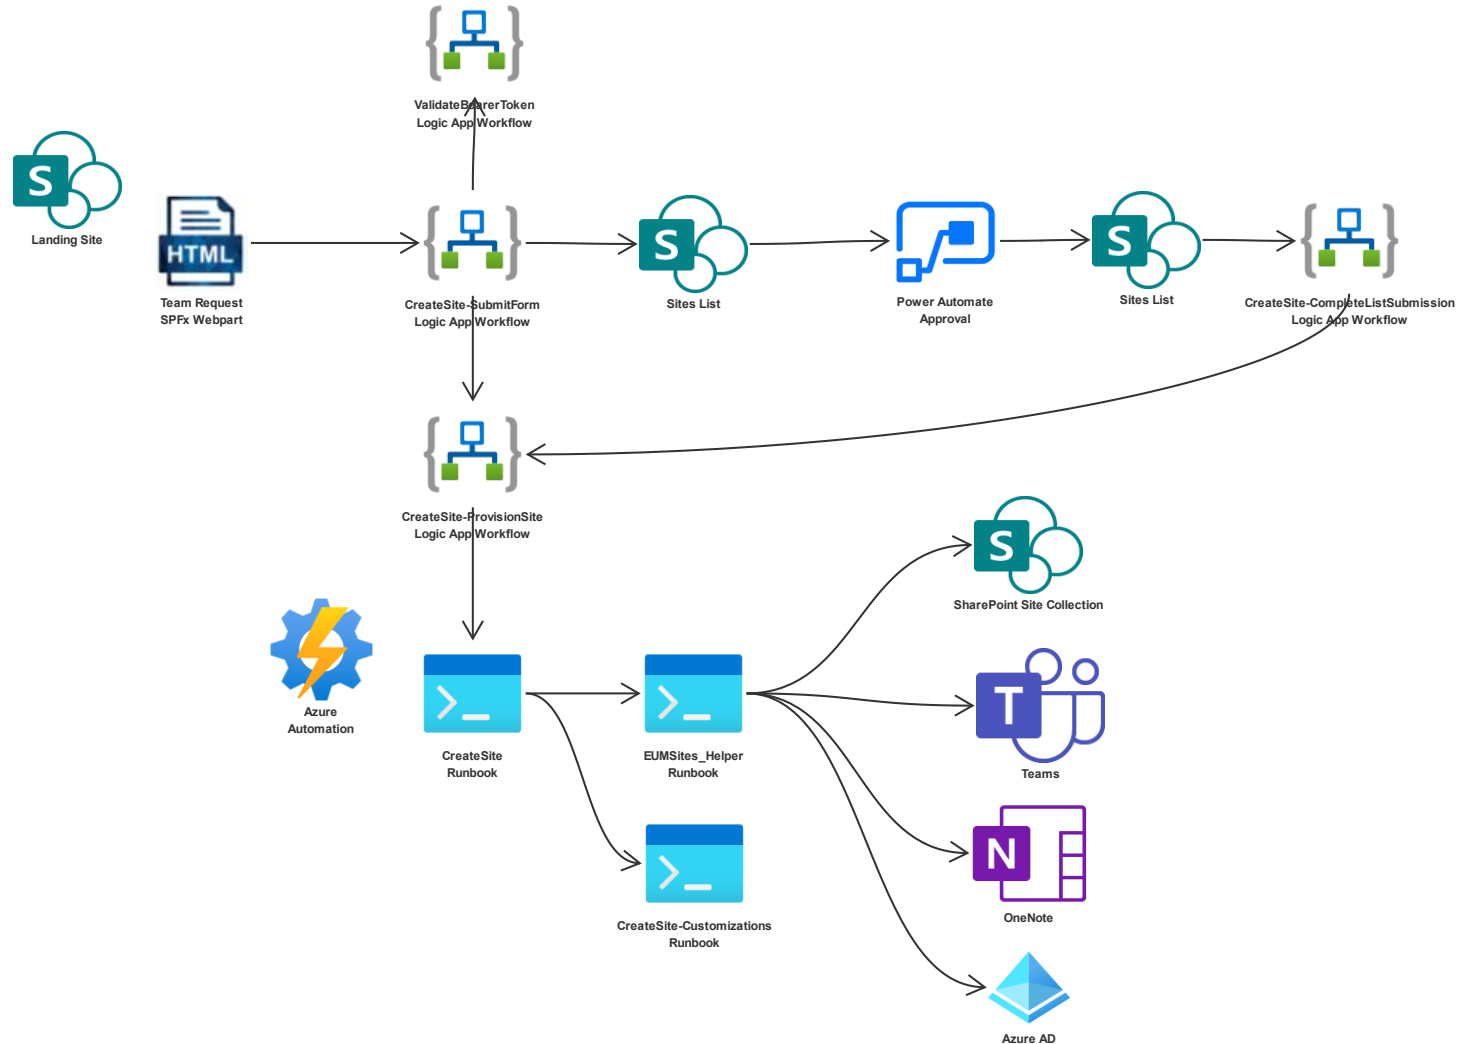 ValidateBearerToken
Logic App Workflow
S
Landing Site
HTML
Team Request
SPFx Webpart
CreateSite-SubmitForm
Logic App Workflow
S
Sites List
Power Automate
Approval
S
Sites List
CreateSite-CompleteListSubmission
Logic App Workflow
CreateSite-ProvisionSite
Logic App Workflow
S
SharePoint Site Collection
Azure
Automation
>_
CreateSite
Runbook
>_
EUMSites_Helper
Runbook
T
Teams
>_
CreateSite-Customizations
Runbook
N
OneNote
Azure AD